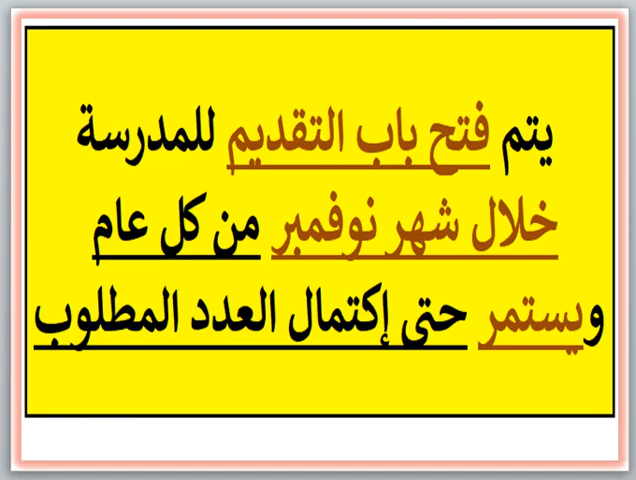 يتم فتح باب التقديم للمدرسة
خلال شهر نوفمبر من كل عام
ويستمر حتى إكتمال العدد المطلوب